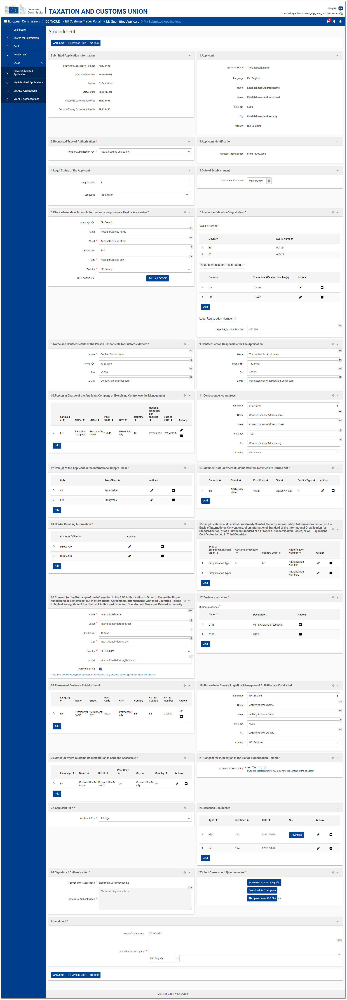 European
Commission
TAXATION AND CUSTOMS UNION
English EN
You are logged-in as eaeo_stp_user_000 ({{username}})
European Commission > DG TAXUD > EU Customs Trader Portal > My Submitted Applica... > My Submitted Applications
0
Dashboard
Search for Submission
Draft
Attachment
EAEO
Create Submitted
Application
My Submitted Applications
My AEO Applications
My AEO Authorisations
Amendment
Submit Save as Draft Back
Submitted Application Information
Submitted Application Number FR123456
Date of Submission 2019-01-01
Status S: Submitted
Status Date 2010-02-01
Receiving Customs Authority BE123456
Decision Taking Customs Authority FR123456
1.Applicant
Applicant Name The applicant name
Language EN: English
Name EstablishmentAddress name
Street EstablishmentAddress street
Post Code 5000
City EstablishmentAddress city
Country BE: Belgium
2.Requested Type of Authorisation *
Type of Authorisation * AEOS: Security and safety
3.Applicant Identification
Applicant Identification FR05142022253
4.Legal Status of the Applicant
Legal Status 1
Language EN: English
5.Date of Establishment
Date of Establishment 01/04/2010
6.Place where Main Accounts for Customs Purposes are Held or Accessible *
Language FR: French
51
Name AccountAddress name
49
Street * AccountAddress street
6
Post Code 100
16
City * AccountAddress city
Country * FR: France
UN/LOCODE Set UN/LOCODE
7.Trader Identification/Registration *
VAT ID Number
Country VAT ID Number
ES VAT124
IT VAT421
Trader Identification/Registration
Country Trader Identification Number(s) Actions
DE TIN124
FR TIN421
Add
Legal Registration Number
14
Legal Registration Number 481216
8.Name and Contact Details of the Person Responsible for Customs Matters *
52
Name * ContactPerson name
42
Phone +3254654
45
Fax +3266
28
E-Mail ContactPerson@test.com
9.Contact Person Responsible for The Application
45
Name The contact for Appl name
42
Phone +3254654
45
Fax +3266
14
E-Mail contactpersonforapplication@mail.com
10.Person in Charge of the Applicant Company or Exercising Control over its Management
Languag
e Name Street Post
Code City Country National
Identifica
tion
Number Date of
Birth Actions
EN Person In
Company PersonInCo
street 12345 PersonInCo
city BE PersonInCo 02/04/1980
Add
11.Correspondence Address
Language FR: French
44
Name CorrespondenceAddress name
42
Street CorrespondenceAddress street
6
Post Code 100
9
City CorrespondenceAddress city
Country FR: France
12.Role(s) of the Applicant in the International Supply Chain *
Role Role Other Actions
CS StringValue
FW StringValue
Add
13.Member State(s) where Customs Related Activities are Carried out *
Country Street Post Code City Facility Type Actions
BE MSActivity
street 54321 MSActivity city 4
Add
14.Border Crossing Information *
Customs Office Actions
DE003700
DE004900
Add
15.Simplifications and Facilitations already Granted, Security and/or Safety Authorisations Issued on the
Basis of international Conventions, of an International Standard of the International Organisation for
Standardisation, or of a European Standard of a European Standardisation Bodies, or AEO-Equivalent
Certificates Issued in Third Countries
Type of
Simplification/Facili
tation Customs Procedure Country Code Authorisation
Number Actions
Simplification Type H BE Authorisation
Number
Simplification Type2 Authorisation
Number2
Add
16.Consent for the Exchange of the Information in the AEO Authorisation in Order to Ensure the Proper
Functioning of Systems set out in International Agreements/arrangements with third Countries Related
to Mutual Recognition of the Status of Authorised Economic Operator and Measures Related to Security
495
Name * InternationalName
43
Street * InternationalAddress street
3
Post Code 123456
45
City * InternationalAddress city
Country * BE: Belgium
21
E-Mail InternationalAddress@test.com
Agreement Flag
If you are a representative, you must refer to the consent, if any, provided by the applicant in annex 1 of the SAQ.
17.Business activities *
Business activities *
Code Description Actions
0115 0115: Growing of tobacco
0116 0116
Add
18.Permanent Business Establishment
Languag
e Name Street Post
Code City Country VAT ID
Country VAT ID
Number Actions
EN PermanentI
name PermanentI
city 4521 PermanentI
city BE BE 246810
Add
19.Place where General Logistical Management Activities are Conducted
Language EN: English
50
Name ActivityAddress name
48
Street ActivityAddress street
5
Post Code 6000
13
City ActivityAddresshe city
Country BE: Belgium
20.Office(s) where Customs Documentation is Kept and Accessible *
Language Name Street Post Code City Country Actions
FR CustomsDocAc
name CustomsDocAc
street 100 CustomsDocAc
city FR
Add
21.Consent for Publication in the List of Authorisation Holders *
Consent for Publication * Yes No
If you are a representative, you must have the consent of the delegator.
22.Applicant Size *
Applicant Size * 4: Large
23.Attached Documents
Type Identifier Date File Actions
abc 123 01/01/2019 Download
def 124 02/01/2019
Add
24.Signature / Authentication *
Format of the Application * Electronic Data Processing
230
Signature / Authentication * Electronic Signature 4ever
25.Self-Assessment Questionnaire *
Download Current SAQ File
Download SAQ template
Upload new SAQ File
Amendment *
Date of Submission 2021-02-23
500
Amendment Description *
EN: English
Submit Save as Draft Back
version1.4.0.1- 29/05/2020